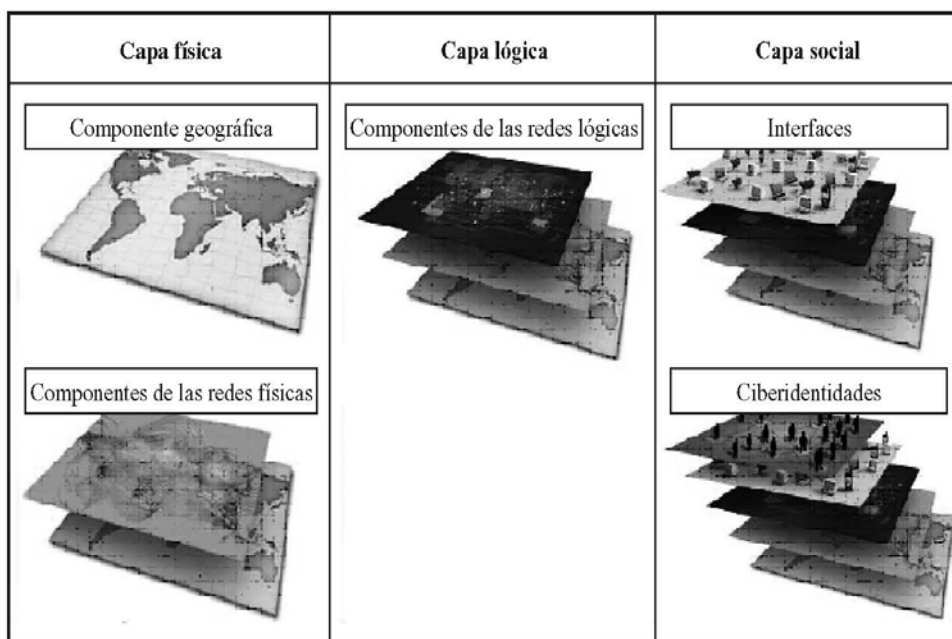 Capa física
Capa lógica
Capa social
Componente geográfica
Componentes de las redes lógicas
Interfaces
Componentes de las redes físicas
Ciberidentidades